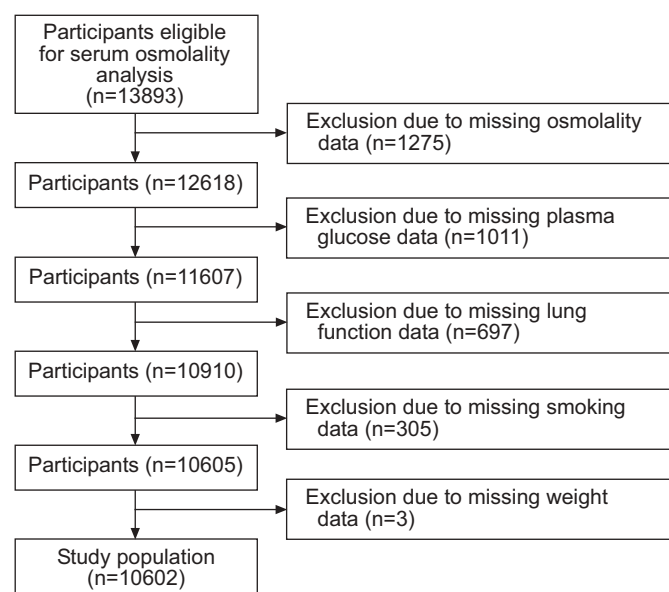 Participants eligible
for serum osmolality
analysis
(n=13893)
Exclusion due to missing osmolality
data (n=1275)
Participants (n=12618)
Exclusion due to missing plasma
glucose data (n=1011)
Participants (n=11607)
Exclusion due to missing lung
function data (n=697)
Participants (n=10910)
Exclusion due to missing smoking
data (n=305)
Participants (n=10605)
Exclusion due to missing weight
data (n=3)
Study population
(n=10602)